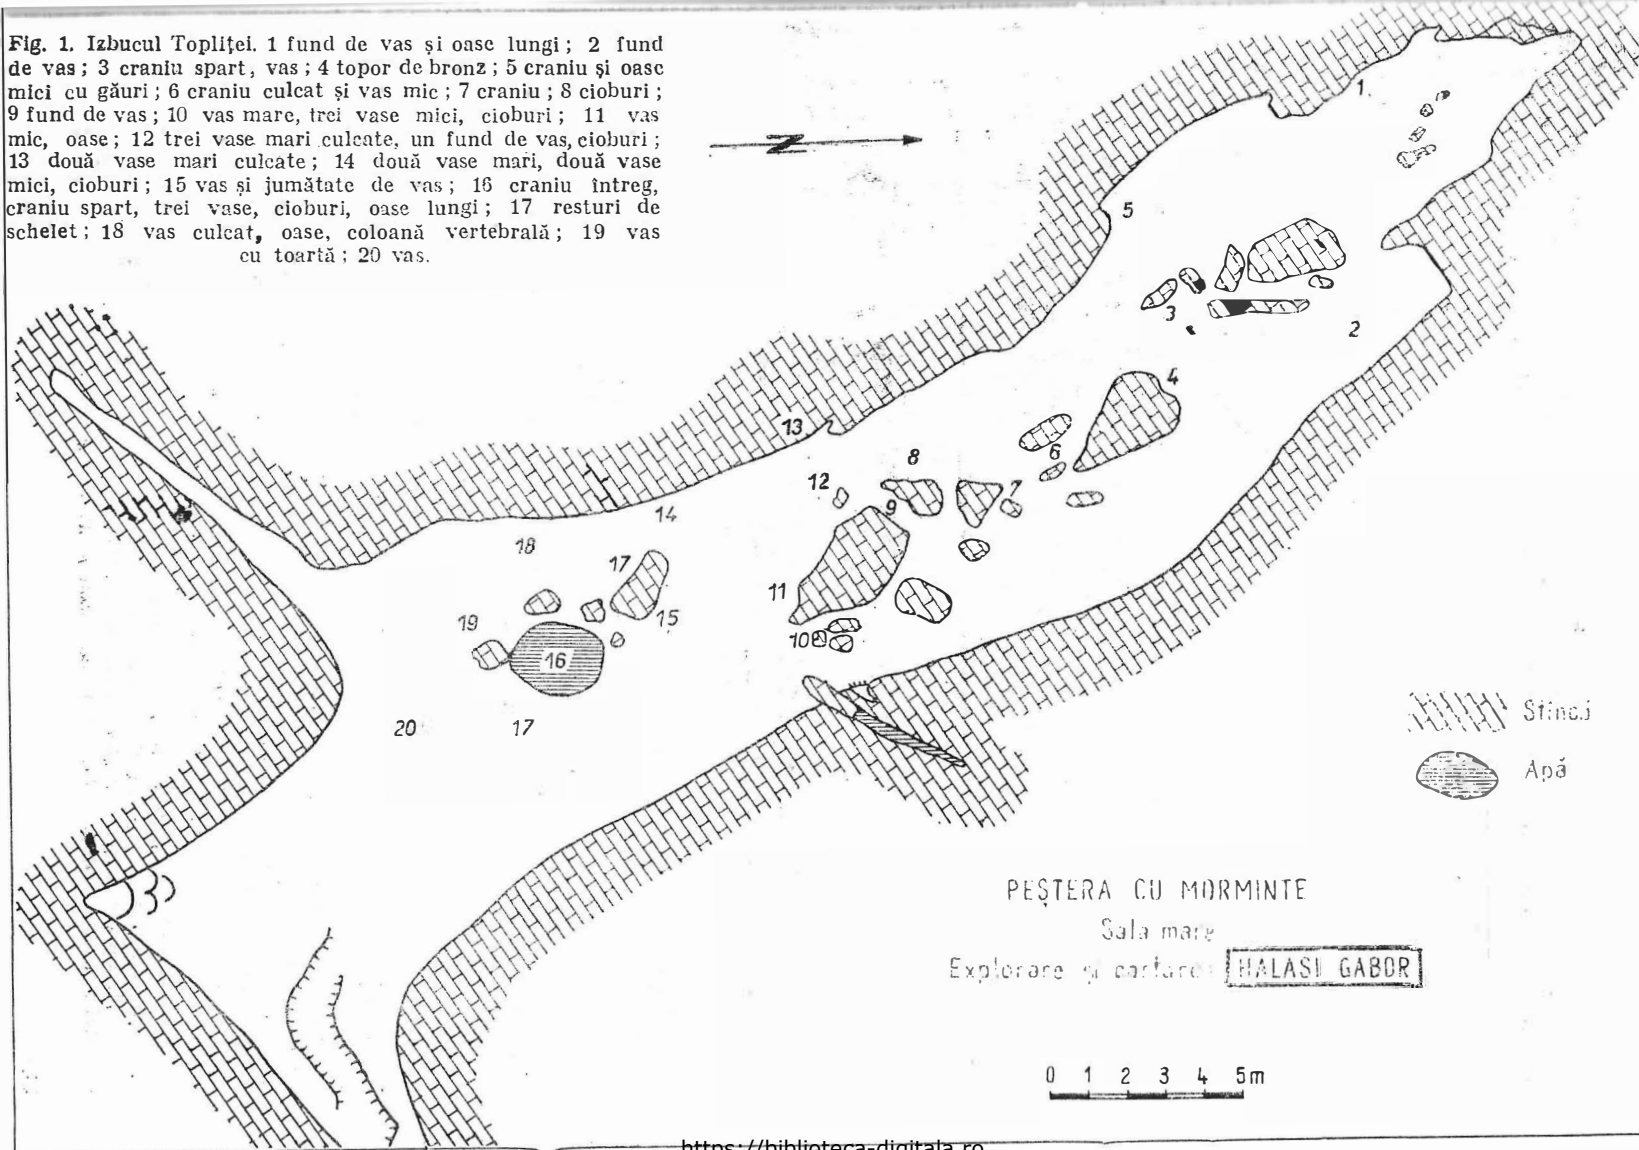 Fig. 1. Izbucul Topliței. 1 fund de vas și oase lungi; 2 fund
de vas; 3 craniu spart, vas; 4 topor de bronz; 5 craniu și oase
mici cu găuri; 6 craniu culcat și vas mic; 7 craniu; 8 cioburi;
9 fund de vas; 10 vas mare, trei vase mici, cioburi; 11 vas
mic, oase; 12 trei vase mari culcate, un fund de vas, cioburi;
13 două vase mari culcate; 14 două vase mari, două vase
mici, cioburi; 15 vas și jumătate de vas; 16 craniu întreg,
craniu spart, trei vase, cioburi, oase lungi; 17 resturi de
schelet; 18 vas culcat, oase, coloană vertebrală; 19 vas
cu toartă; 20 vas.
N
1
5
3
2
4
13
6
8
12
7
9
14
18
17
11
15
19
10
16
20
17
Stîncă
Apă
PEȘTERA CU MORMINTE
Sala mare
Explorare și cartare: HALASI GABOR
0 1 2 3 4 5m
https://biblioteca-digitala.ro